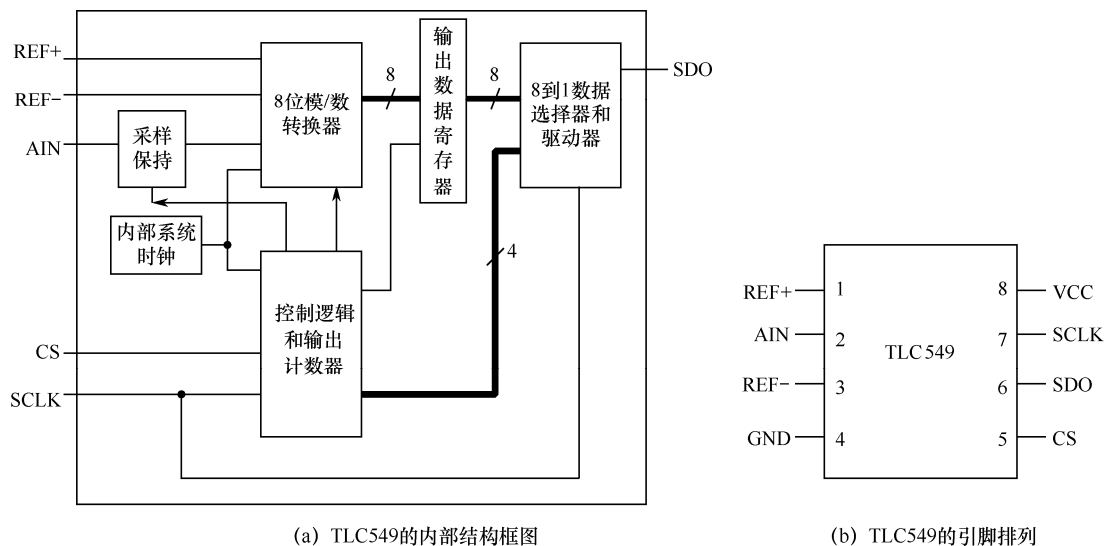 REF+
REF−
AIN
采样
保持
内部系统
时钟
CS
SCLK
8位模/数
转换器
控制逻辑
和输出
计数器
8
输出数据寄存器
8
4
8到1数据
选择器和
驱动器
SDO
(a) TLC549的内部结构框图
REF+
AIN
REF−
GND
1
2
3
4
TLC549
8
7
6
5
VCC
SCLK
SDO
CS
(b) TLC549的引脚排列